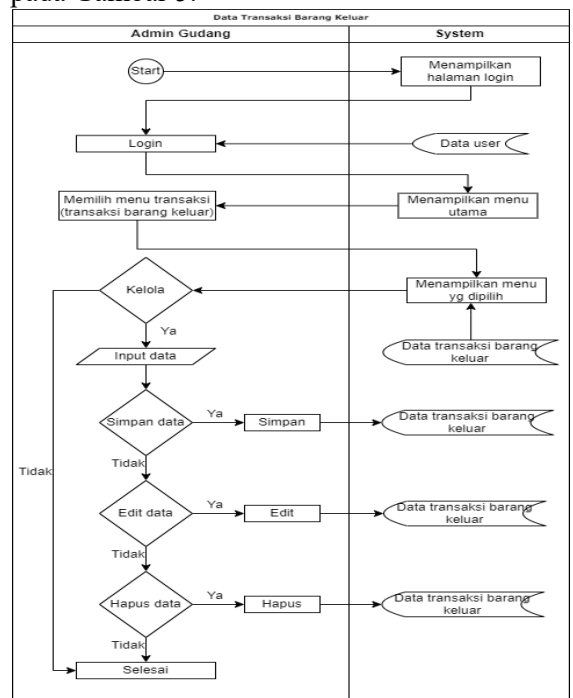 Data Transaksi Barang Keluar
Admin Gudang
System
Start
Menampilkan
halaman login
Login
Data user
Memilih menu transaksi
(transaksi barang keluar)
Menampilkan menu
utama
Kelola
Menampilkan menu
yg dipilih
Ya
Input data
Data transaksi barang
keluar
Simpan data
Ya
Simpan
Data transaksi barang
keluar
Tidak
Tidak
Edit data
Ya
Edit
Data transaksi barang
keluar
Tidak
Hapus data
Ya
Hapus
Data transaksi barang
keluar
Tidak
Selesai